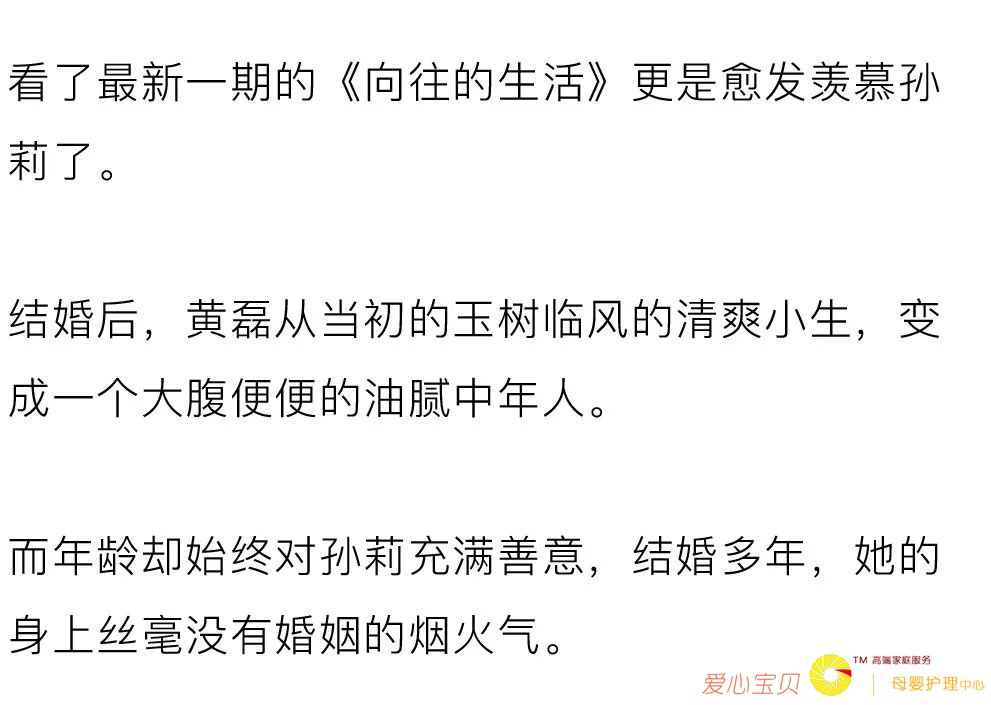 看了最新一期的《向往的生活》更是愈发羡慕孙
莉了。
结婚后，黄磊从当初的玉树临风的清爽小生，变
成一个大腹便便的油腻中年人。
而年龄却始终对孙莉充满善意，结婚多年，她的
身上丝毫没有婚姻的烟火气。
爱心宝贝 TM 高端家庭服务
母婴护理中心